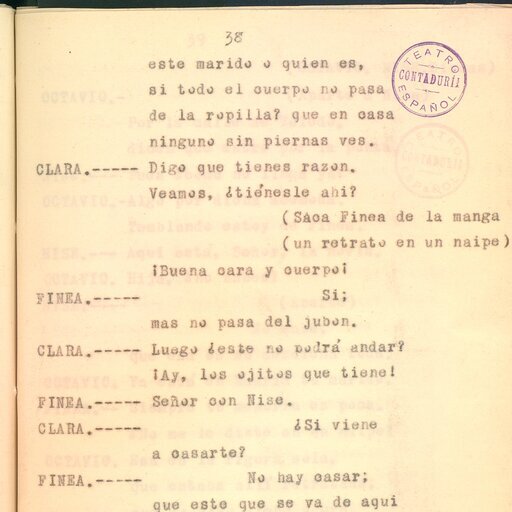 38
este marido o quien es,
si todo el cuerpo no pasa
de la ropilla? que en casa
ninguno sin piernas ves.
CLARA.----- Digo que tienes razon.
Veamos, ¿tiénesle ahi?
(Saca Finea de la manga
(un retrato en un naipe)
¡Buena cara y cuerpo¡
FINEA.----- Si;
mas no pasa del jubon.
CLARA.----- Luego ¿este no podrá andar?
¡Ay, los ojitos que tiene!
FINEA.----- Señor con Nise.
CLARA.----- ¿Si viene
a casarte?
FINEA.----- No hay casar;
que este que se va de aqui
TEATRO
CONTADURÍA
ESPAÑOL